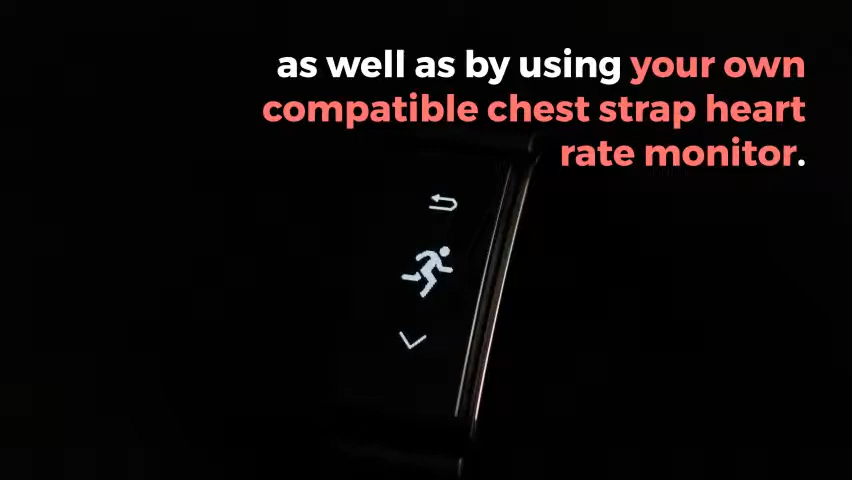 as well as by using your own
compatible chest strap heart
rate monitor.